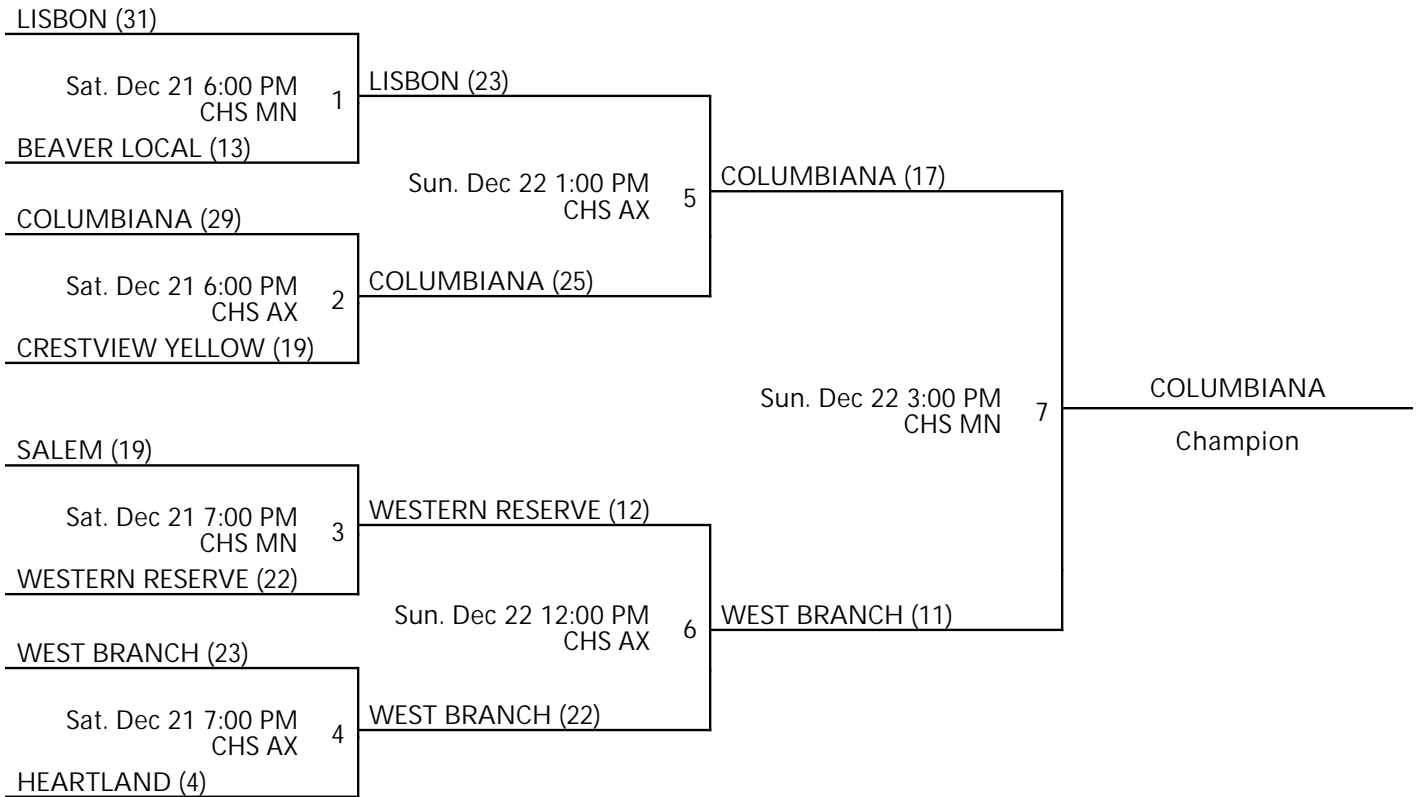 LISBON (31)
Sat. Dec 21 6:00 PM
CHS MN
1
BEAVER LOCAL (13)
COLUMBIANA (29)
Sat. Dec 21 6:00 PM
CHS AX
2
CRESTVIEW YELLOW (19)
SALEM (19)
Sat. Dec 21 7:00 PM
CHS MN
3
WESTERN RESERVE (22)
WEST BRANCH (23)
Sat. Dec 21 7:00 PM
CHS AX
4
HEARTLAND (4)
LISBON (23)
Sun. Dec 22 1:00 PM
CHS AX
5
COLUMBIANA (25)
WESTERN RESERVE (12)
Sun. Dec 22 12:00 PM
CHS AX
6
WEST BRANCH (22)
COLUMBIANA (17)
Sun. Dec 22 3:00 PM
CHS MN
7
WEST BRANCH (11)
COLUMBIANA
Champion